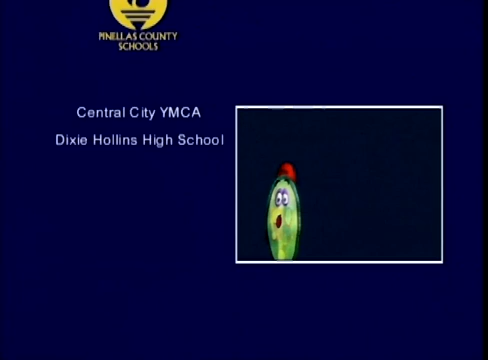 PINELLAS COUNTY
SCHOOLS
Central City YMCA
Dixie Hollins High School